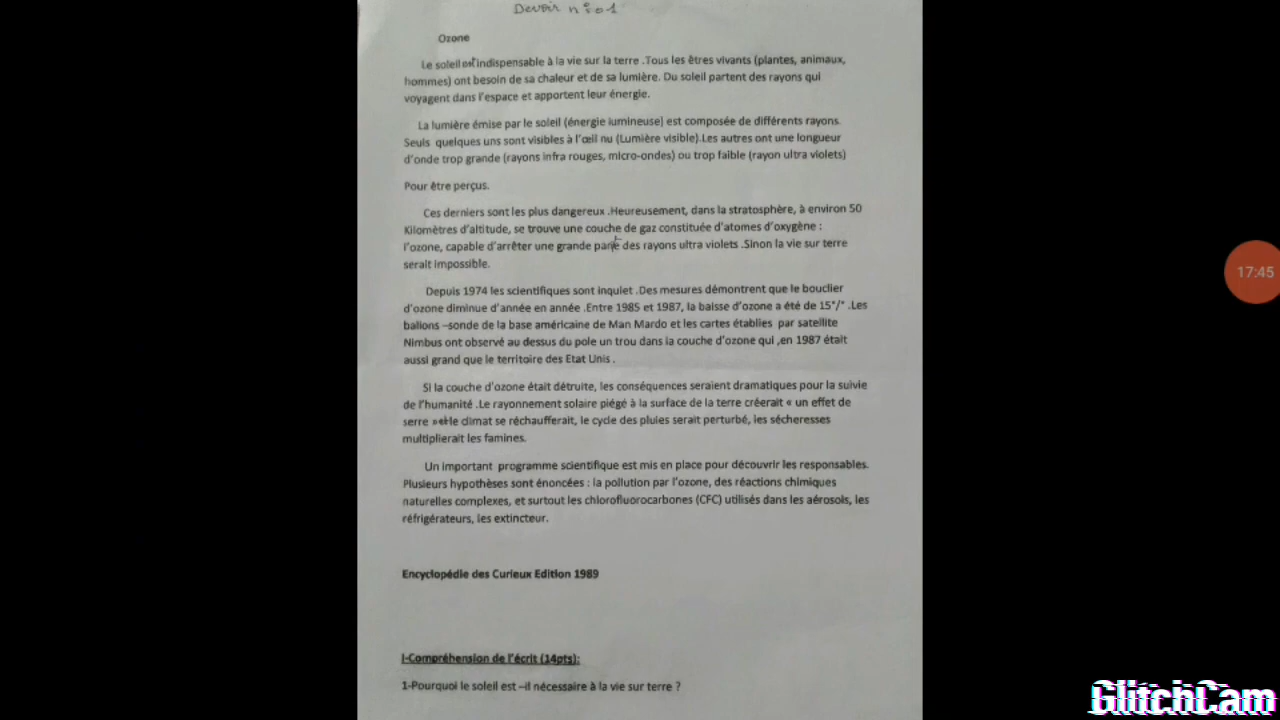 Devoir n°: 01
Ozone
Le soleil est indispensable à la vie sur la terre .Tous les êtres vivants (plantes, animaux,
hommes) ont besoin de sa chaleur et de sa lumière. Du soleil partent des rayons qui
voyagent dans l'espace et apportent leur énergie.
La lumière émise par le soleil (énergie lumineuse) est composée de différents rayons.
Seuls quelques uns sont visibles à l'œil nu (Lumière visible).Les autres ont une longueur
d'onde trop grande (rayons infra rouges, micro-ondes) ou trop faible (rayon ultra violets)
Pour être perçus.
Ces derniers sont les plus dangereux .Heureusement, dans la stratosphère, à environ 50
Kilomètres d'altitude, se trouve une couche de gaz constituée d'atomes d'oxygène :
l'ozone, capable d'arrêter une grande partie des rayons ultra violets .Sinon la vie sur terre
serait impossible.
Depuis 1974 les scientifiques sont inquiet .Des mesures démontrent que le bouclier
d'ozone diminue d'année en année .Entre 1985 et 1987, la baisse d'ozone a été de 15°/° .Les
ballons –sonde de la base américaine de Man Mardo et les cartes établies par satellite
Nimbus ont observé au dessus du pole un trou dans la couche d'ozone qui ,en 1987 était
aussi grand que le territoire des Etat Unis .
Si la couche d'ozone était détruite, les conséquences seraient dramatiques pour la suivie
de l'humanité .Le rayonnement solaire piégé à la surface de la terre créerait « un effet de
serre » et le climat se réchaufferait, le cycle des pluies serait perturbé, les sécheresses
multiplierait les famines.
Un important programme scientifique est mis en place pour découvrir les responsables.
Plusieurs hypothèses sont énoncées : la pollution par l'ozone, des réactions chimiques
naturelles complexes, et surtout les chlorofluorocarbones (CFC) utilisés dans les aérosols, les
réfrigérateurs, les extincteur.
Encyclopédie des Curieux Edition 1989
I-Compréhension de l'écrit (14pts):
1-Pourquoi le soleil est –il nécessaire à la vie sur terre ?
17:45
GlitchCam